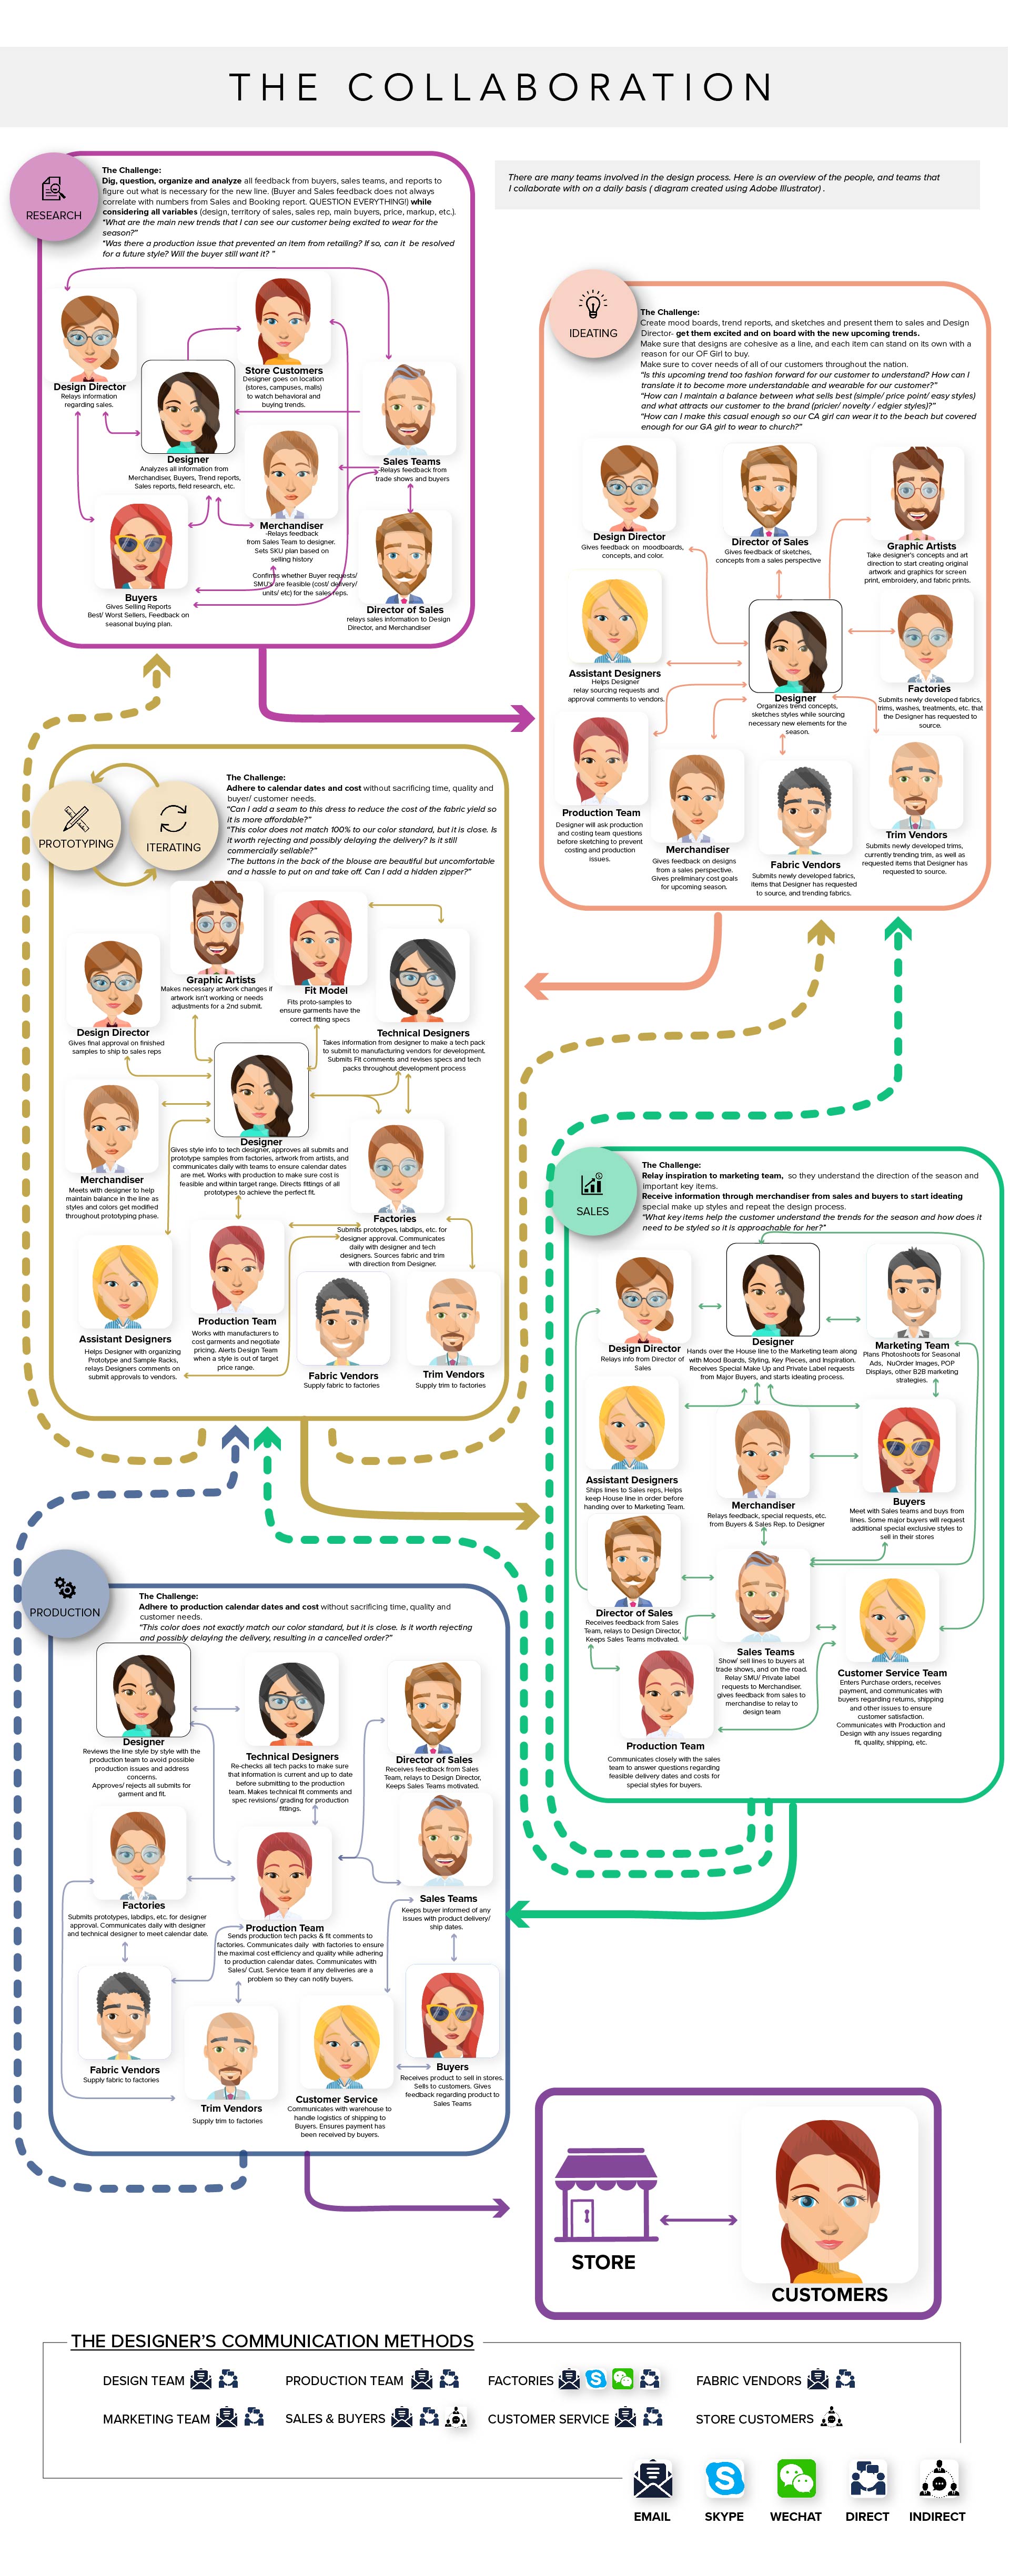 THE COLLABORATION
There are many teams involved in the design process. Here is an overview of the people, and teams that
I collaborate with on a daily basis ( diagram created using Adobe Illustrator) .
RESEARCH
The Challenge:
Dig, question, organize and analyze all feedback from buyers, sales teams, and reports to
figure out what is necessary for the new line. (Buyer and Sales feedback does not always
correlate with numbers from Sales and Booking report. QUESTION EVERYTHING!) while
considering all variables (design, territory of sales, sales rep, main buyers, price, markup, etc.).
"What are the main new trends that I can see our customer being excited to wear for the
season?"
"Was there a production issue that prevented an item from retailing? If so, can it be resolved
for a future style? Will the buyer still want it? "
Design Director
Relays information
regarding sales.
Store Customers
Designer goes on location
(stores, campuses, malls)
to watch behavioral and
buying trends.
Designer
Analyzes all information from
Merchandiser, Buyers, Trend reports,
Sales reports, field research, etc.
Sales Teams
-Relays feedback from
trade shows and buyers
Merchandiser
-Relays feedback
from Sales Team to designer.
Sets SKU plan based on
selling history
Confirms whether Buyer requests/
SMU's are feasible (cost/ delivery/
units/ etc) for the sales reps.
Buyers
Gives Selling Reports
Best/ Worst Sellers, Feedback on
seasonal buying plan.
Director of Sales
relays sales information to Design
Director, and Merchandiser
IDEATING
The Challenge:
Create mood boards, trend reports, and sketches and present them to sales and Design
Director- get them excited and on board with the new upcoming trends.
Make sure that designs are cohesive as a line, and each item can stand on its own with a
reason for our OF Girl to buy.
Make sure to cover needs of all of our customers throughout the nation.
"Is this upcoming trend too fashion forward for our customer to understand? How can I
translate it to become more understandable and wearable for our customer?"
"How can I maintain a balance between what sells best (simple/ price point/ easy styles)
and what attracts our customer to the brand (pricier/ novelty / edgier styles)?"
"How can I make this casual enough so our CA girl can wear it to the beach but covered
enough for our GA girl to wear to church?"
Design Director
Gives feedback on moodboards,
concepts, and color.
Director of Sales
Gives feedback of sketches,
concepts from a sales perspective
Graphic Artists
Take designer's concepts and art
direction to start creating original
artwork and graphics for screen
print, embroidery, and fabric prints.
Assistant Designers
Helps Designer
relay sourcing requests and
approval comments to vendors.
Designer
Organizes trend concepts,
sketches styles while sourcing
necessary new elements for the
season.
Factories
Submits newly developed fabrics,
trims, washes, treatments, etc. that
the Designer has requested to
source.
Production Team
Designer will ask production
and costing team questions
before sketching to prevent
costing and production
issues.
Merchandiser
Gives feedback on designs
from a sales perspective.
Gives preliminary cost goals
for upcoming season.
Fabric Vendors
Submits newly developed fabrics,
items that Designer has requested
to source, and trending fabrics.
Trim Vendors
Submits newly developed trims,
currently trending trim, as well as
requested items that Designer has
requested to source.
PROTOTYPING
ITERATING
The Challenge:
Adhere to calendar dates and cost without sacrificing time, quality and
buyer/ customer needs.
"Can I add a seam to this dress to reduce the cost of the fabric yield so
it is more affordable?"
"This color does not match 100% to our color standard, but it is close. Is
it worth rejecting and possibly delaying the delivery? Is it still
commercially sellable?"
"The buttons in the back of the blouse are beautiful but uncomfortable
and a hassle to put on and take off. Can I add a hidden zipper?"
Graphic Artists
Makes necessary artwork changes if
artwork isn't working or needs
adjustments for a 2nd submit.
Fit Model
Fits proto-samples to
ensure garments have the
correct fitting specs
Design Director
Gives final approval on finished
samples to ship to sales reps
Technical Designers
Takes information from designer to make a tech pack
to submit to manufacturing vendors for development.
Submits Fit comments and revises specs and tech
packs throughout development process
Merchandiser
Meets with designer to help
maintain balance in the line as
styles and colors get modified
throughout prototyping phase.
Designer
Gives style info to tech designer, approves all submits and
prototype samples from factories, artwork from artists, and
communicates daily with teams to ensure calendar dates
are met. Works with production to make sure cost is
feasible and within target range. Directs fittings of all
prototypes to achieve the perfect fit.
Factories
Submits prototypes, labdips, etc. for
designer approval. Communicates
daily with designer and tech
designers. Sources fabric and trim
with direction from Designer.
Assistant Designers
Helps Designer with organizing
Prototype and Sample Racks,
relays Designers comments on
submit approvals to vendors.
Production Team
Works with manufacturers to
cost garments and negotiate
pricing. Alerts Design Team
when a style is out of target
price range.
Fabric Vendors
Supply fabric to factories
Trim Vendors
Supply trim to factories
SALES
The Challenge:
Relay inspiration to marketing team, so they understand the direction of the season and
important key items.
Receive information through merchandiser from sales and buyers to start ideating
special make up styles and repeat the design process.
"What key items help the customer understand the trends for the season and how does it
need to be styled so it is approachable for her?"
Design Director
Relays info from Director of
Sales
Designer
Hands over the House line to the Marketing team along
with Mood Boards, Styling, Key Pieces, and Inspiration.
Receives Special Make Up and Private Label requests
from Major Buyers, and starts ideating process.
Marketing Team
Plans Photoshoots for Seasonal
Ads, NuOrder Images, POP
Displays, other B2B marketing
strategies.
Assistant Designers
Ships lines to Sales reps, Helps
keep House line in order before
handing over to Marketing Team.
Merchandiser
Relays feedback, special requests, etc.
from Buyers & Sales Rep. to Designer
Buyers
Meet with Sales teams and buys from
lines. Some major buyers will request
additional special exclusive styles to
sell in their stores
Director of Sales
Receives feedback from Sales
Team, relays to Design Director,
Keeps Sales Teams motivated.
Sales Teams
Show/ sell lines to buyers at
trade shows, and on the road.
Relay SMU/ Private label
requests to Merchandiser.
gives feedback from sales to
merchandise to relay to
design team
Customer Service Team
Enters Purchase orders, receives
payment, and communicates with
buyers regarding returns, shipping
and other issues to ensure
customer satisfaction.
Communicates with Production and
Design with any issues regarding
fit, quality, shipping, etc.
Production Team
Communicates closely with the sales
team to answer questions regarding
feasible delivery dates and costs for
special styles for buyers.
PRODUCTION
The Challenge:
Adhere to production calendar dates and cost without sacrificing time, quality and
customer needs.
"This color does not exactly match our color standard, but it is close. Is it worth rejecting
and possibly delaying the delivery, resulting in a cancelled order?"
Designer
Reviews the line style by style with the
production team to avoid possible
production issues and address
concerns.
Approves/ rejects all submits for
garment and fit.
Technical Designers
Re-checks all tech packs to make sure
that information is current and up to date
before submitting to the production
team. Makes technical fit comments and
spec revisions/ grading for production
fittings.
Director of Sales
Receives feedback from Sales
Team, relays to Design Director,
Keeps Sales Teams motivated.
Factories
Submits prototypes, labdips, etc. for designer
approval. Communicates daily with designer
and technical designer to meet calendar date.
Production Team
Sends production tech packs & fit comments to
factories. Communicates daily with factories to ensure
the maximal cost efficiency and quality while adhering
to production calendar dates. Communicates with
Sales/ Cust. Service team if any deliveries are a
problem so they can notify buyers.
Sales Teams
Keeps buyer informed of any
issues with product delivery/
ship dates.
Fabric Vendors
Supply fabric to factories
Trim Vendors
Supply trim to factories
Customer Service
Communicates with warehouse to
handle logistics of shipping to
Buyers. Ensures payment has
been received by buyers.
Buyers
Receives product to sell in stores.
Sells to customers. Gives
feedback regarding product to
Sales Teams
STORE
CUSTOMERS
THE DESIGNER'S COMMUNICATION METHODS
DESIGN TEAM
PRODUCTION TEAM
FACTORIES
FABRIC VENDORS
MARKETING TEAM
SALES & BUYERS
CUSTOMER SERVICE
STORE CUSTOMERS
EMAIL
SKYPE
WECHAT
DIRECT
INDIRECT